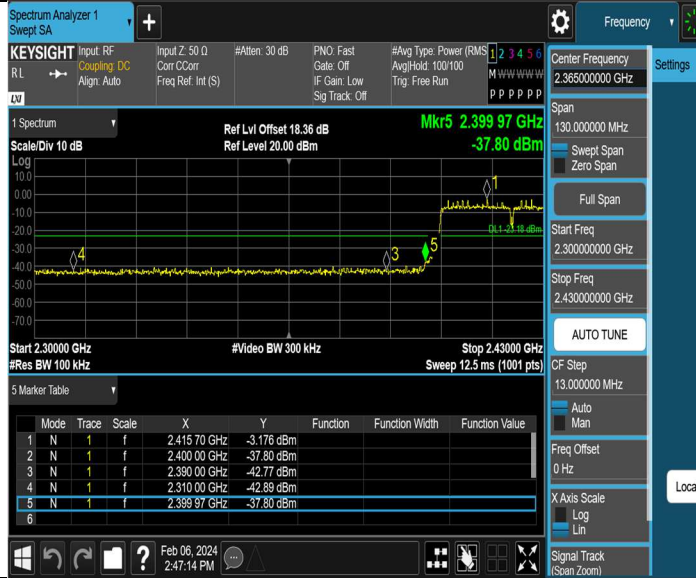 Spectrum Analyzer 1
Swept SA
+
Frequency
KEYSIGHT
RL
LXI
Input: RF
Coupling: DC
Align: Auto
Input Z: 50 Ω
Corr CCorr
Freq Ref: Int (S)
#Atten: 30 dB
PNO: Fast
Gate: Off
IF Gain: Low
Sig Track: Off
#Avg Type: Power (RMS
Avg|Hold: 100/100
Trig: Free Run
1 2 3 4 5 6
M W W W W W
P P P P P P
1 Spectrum
Scale/Div 10 dB
Ref Lvl Offset 18.36 dB
Ref Level 20.00 dBm
Mkr5 2.399 97 GHz
-37.80 dBm
Log
10.0
0.00
-10.0
-20.0
-30.0
-40.0
-50.0
-60.0
-70.0
1
DL1 -23.18 dBm
4
3
5
Start 2.30000 GHz
#Res BW 100 kHz
#Video BW 300 kHz
Stop 2.43000 GHz
Sweep 12.5 ms (1001 pts)
5 Marker Table
Mode Trace Scale X Y Function Function Width Function Value
1 N 1 f 2.415 70 GHz -3.176 dBm
2 N 1 f 2.400 00 GHz -37.80 dBm
3 N 1 f 2.390 00 GHz -42.77 dBm
4 N 1 f 2.310 00 GHz -42.89 dBm
5 N 1 f 2.399 97 GHz -37.80 dBm
6
?
Feb 06, 2024
2:47:14 PM
Center Frequency
2.365000000 GHz
Span
130.000000 MHz
Swept Span
Zero Span
Full Span
Start Freq
2.300000000 GHz
Stop Freq
2.430000000 GHz
AUTO TUNE
CF Step
13.000000 MHz
Auto
Man
Freq Offset
0 Hz
X Axis Scale
Log
Lin
Signal Track
(Span Zoom)
Settings
Loca